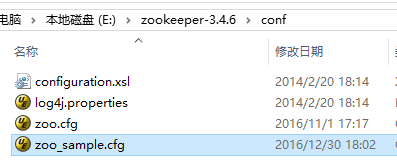 电脑 › 本地磁盘 (E:) › zookeeper-3.4.6 › conf
名称 修改日期
configuration.xsl 2014/2/20 18:14
log4j.properties 2014/2/20 18:14
zoo.cfg 2016/11/1 17:17
zoo_sample.cfg 2016/12/30 18:02